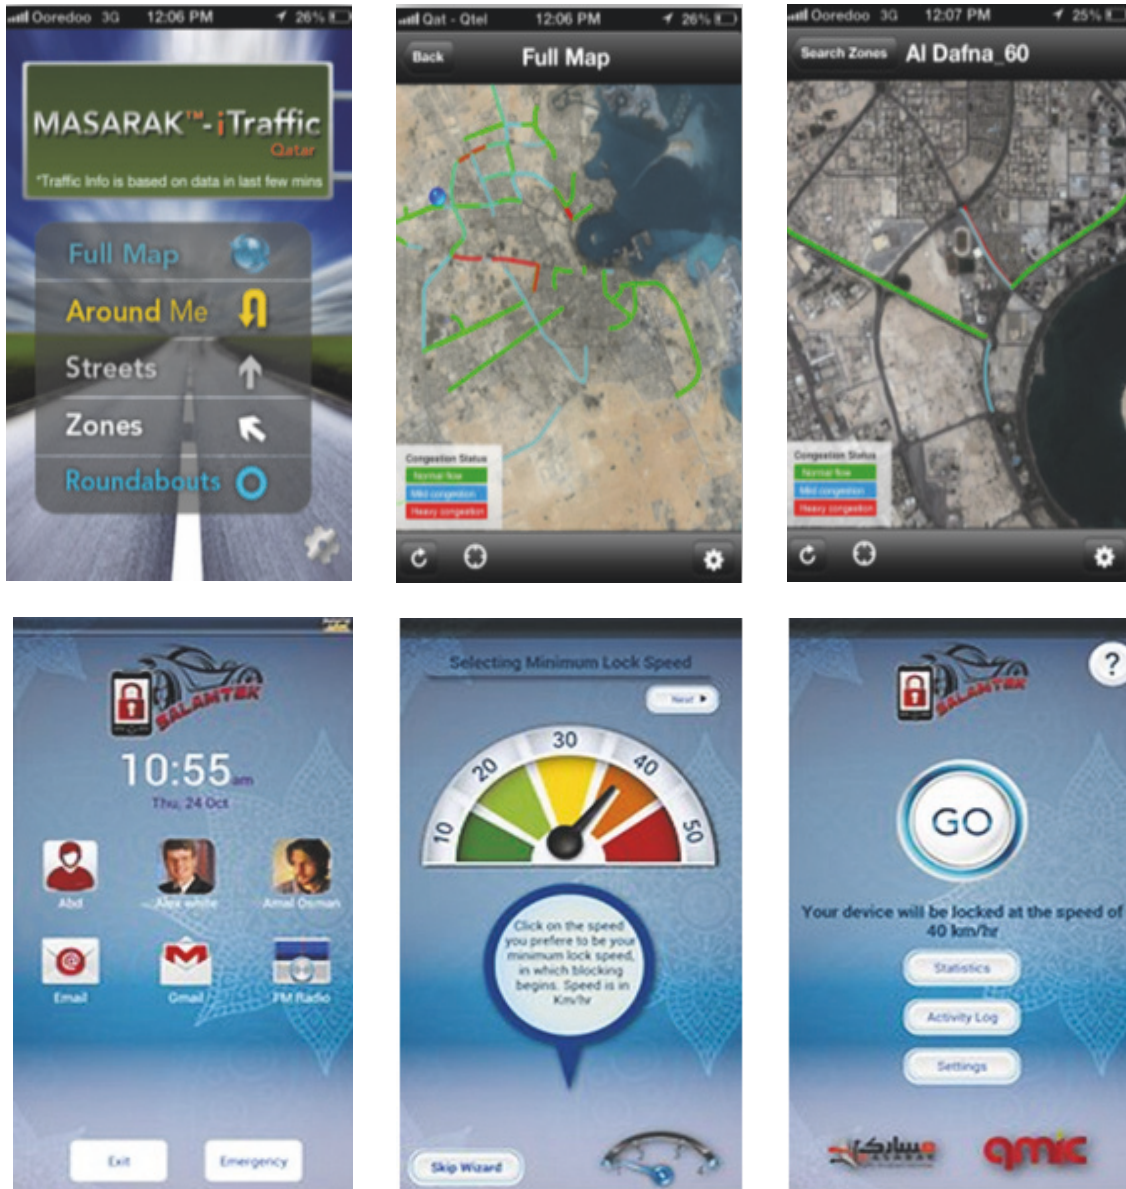 Ooredoo 3G 12:06 PM 26%
MASARAK™-iTraffic
Qatar
*Traffic Info is based on data in last few mins
Full Map
Around Me
Streets
Zones
Roundabouts
Qat - Qtel 12:06 PM 26%
Back Full Map
Congestion Status
Normal flow
Mild congestion
Heavy congestion
Ooredoo 3G 12:07 PM 25%
Search Zones Al Dafna_60
Congestion Status
Normal flow
Mild congestion
Heavy congestion
SALAMTEK
10:55 am
Thu, 24 Oct
Abd Alex white Amal Osman
Email Gmail FM Radio
Exit Emergency
Selecting Minimum Lock Speed
Next
10 20 30 40 50
Click on the speed
you prefere to be your
minimum lock speed,
in which blocking
begins. Speed is in
Km/hr
Skip Wizard
SALAMTEK
?
GO
Your device will be locked at the speed of
40 km/hr
Statistics
Activity Log
Settings
مسارك
MASARAK
qmic